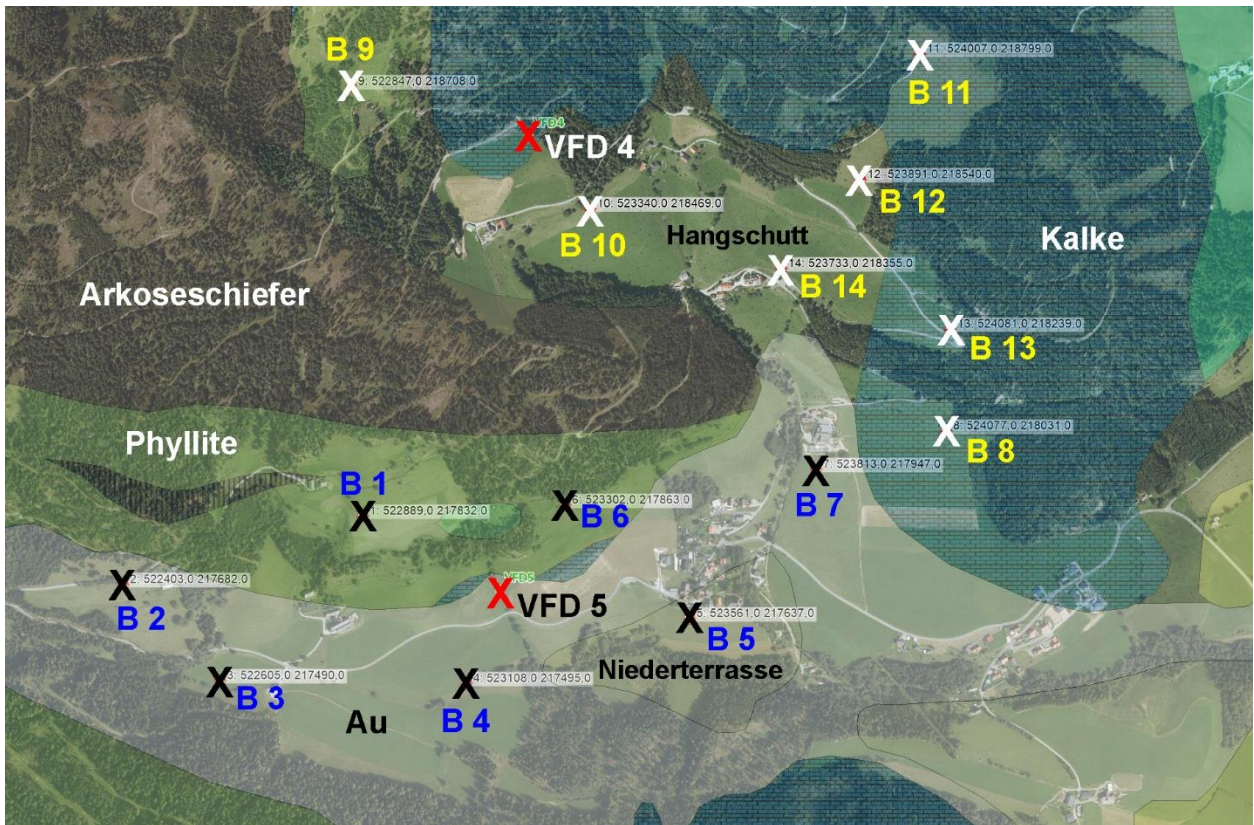 B 9
9: 522847,0 218708,0
11: 524007,0 218799,0
B 11
VFD4
VFD 4
12: 523891,0 218540,0
B 12
10: 523340,0 218469,0
B 10
Hangschutt
Kalke
14: 523733,0 218355,0
B 14
Arkoseschiefer
13: 524081,0 218239,0
B 13
Phyllite
8: 524077,0 218031,0
B 8
7: 523813,0 217947,0
B 7
B 1
1: 522889,0 217832,0
6: 523302,0 217863,0
B 6
2: 522403,0 217682,0
B 2
VFD5
VFD 5
5: 523561,0 217637,0
B 5
Niederterrasse
3: 522605,0 217490,0
B 3
4: 523108,0 217495,0
B 4
Au